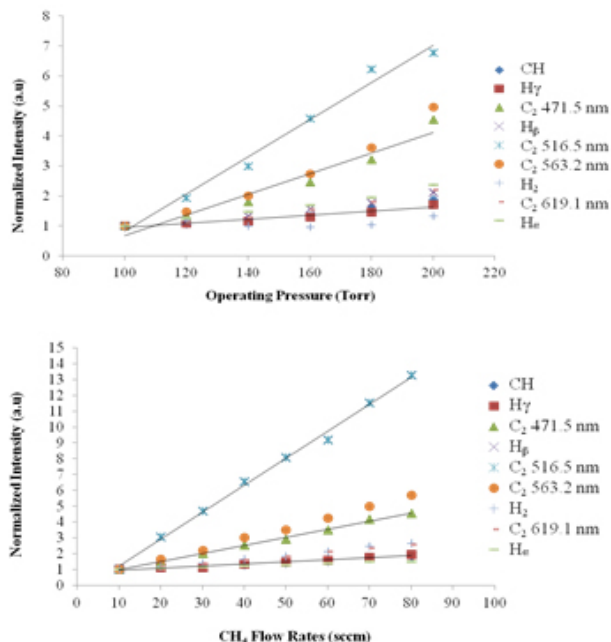 8
7
6
5
4
3
2
1
0
80 100 120 140 160 180 200 220
Normalized Intensity (a.u)
Operating Pressure (Torr)
CH
Hγ
C₂ 471.5 nm
Hᵦ
C₂ 516.5 nm
C₂ 563.2 nm
H₂
C₂ 619.1 nm
Hₑ
15
14
13
12
11
10
9
8
7
6
5
4
3
2
1
0
0 10 20 30 40 50 60 70 80 90 100
Normalized Intensity (a.u)
CH₄ Flow Rates (sccm)
CH
Hγ
C₂ 471.5 nm
Hᵦ
C₂ 516.5 nm
C₂ 563.2 nm
H₂
C₂ 619.1 nm
Hₑ